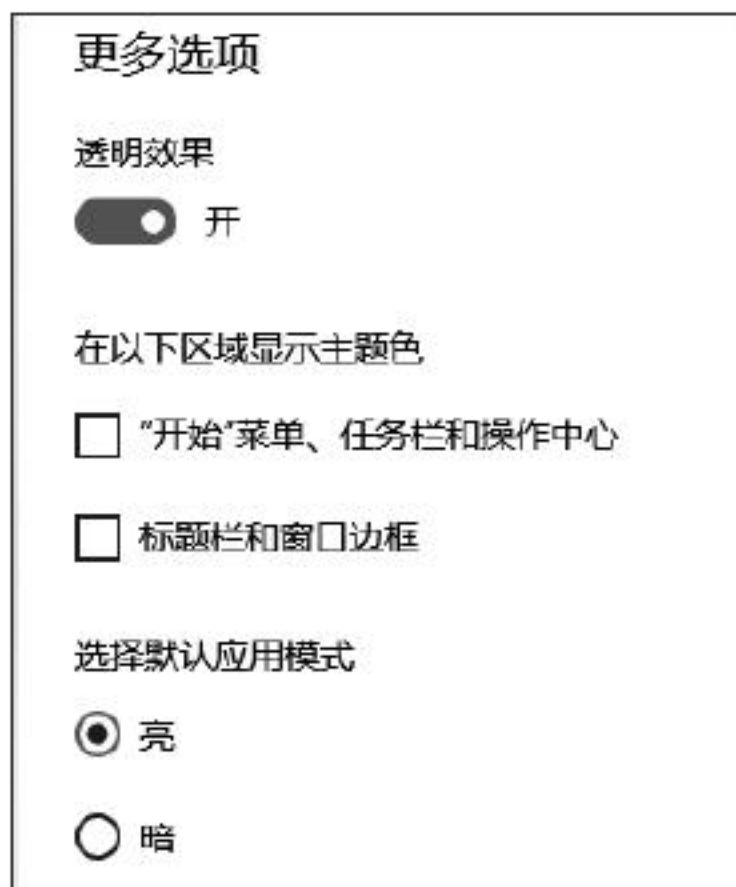 更多选项
透明效果
开
在以下区域显示主题色
"开始"菜单、任务栏和操作中心
标题栏和窗口边框
选择默认应用模式
亮
暗